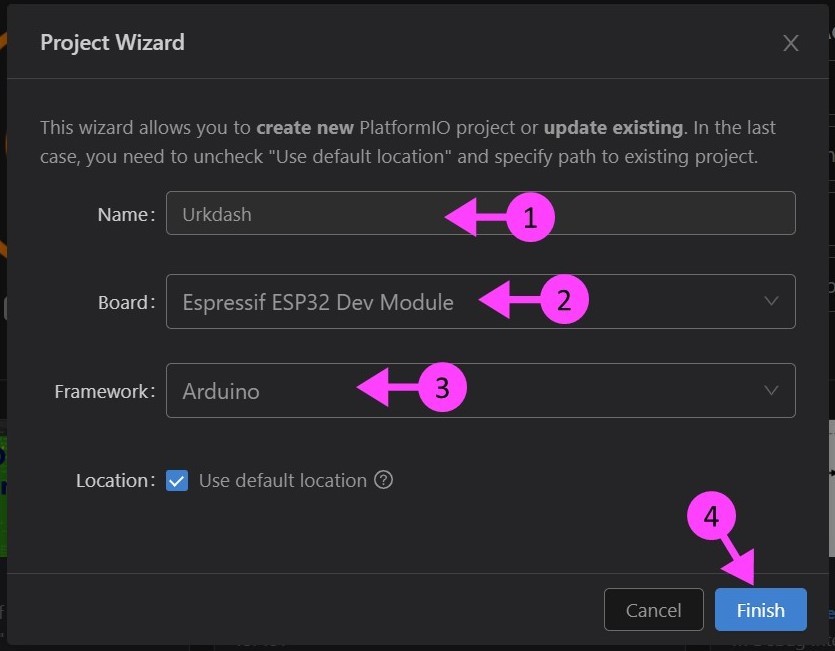 Project Wizard
This wizard allows you to create new PlatformIO project or update existing. In the last
case, you need to uncheck "Use default location" and specify path to existing project.
Name: Urkdash 1
Board: Espressif ESP32 Dev Module 2
Framework: Arduino 3
Location: Use default location ?
4
Cancel Finish